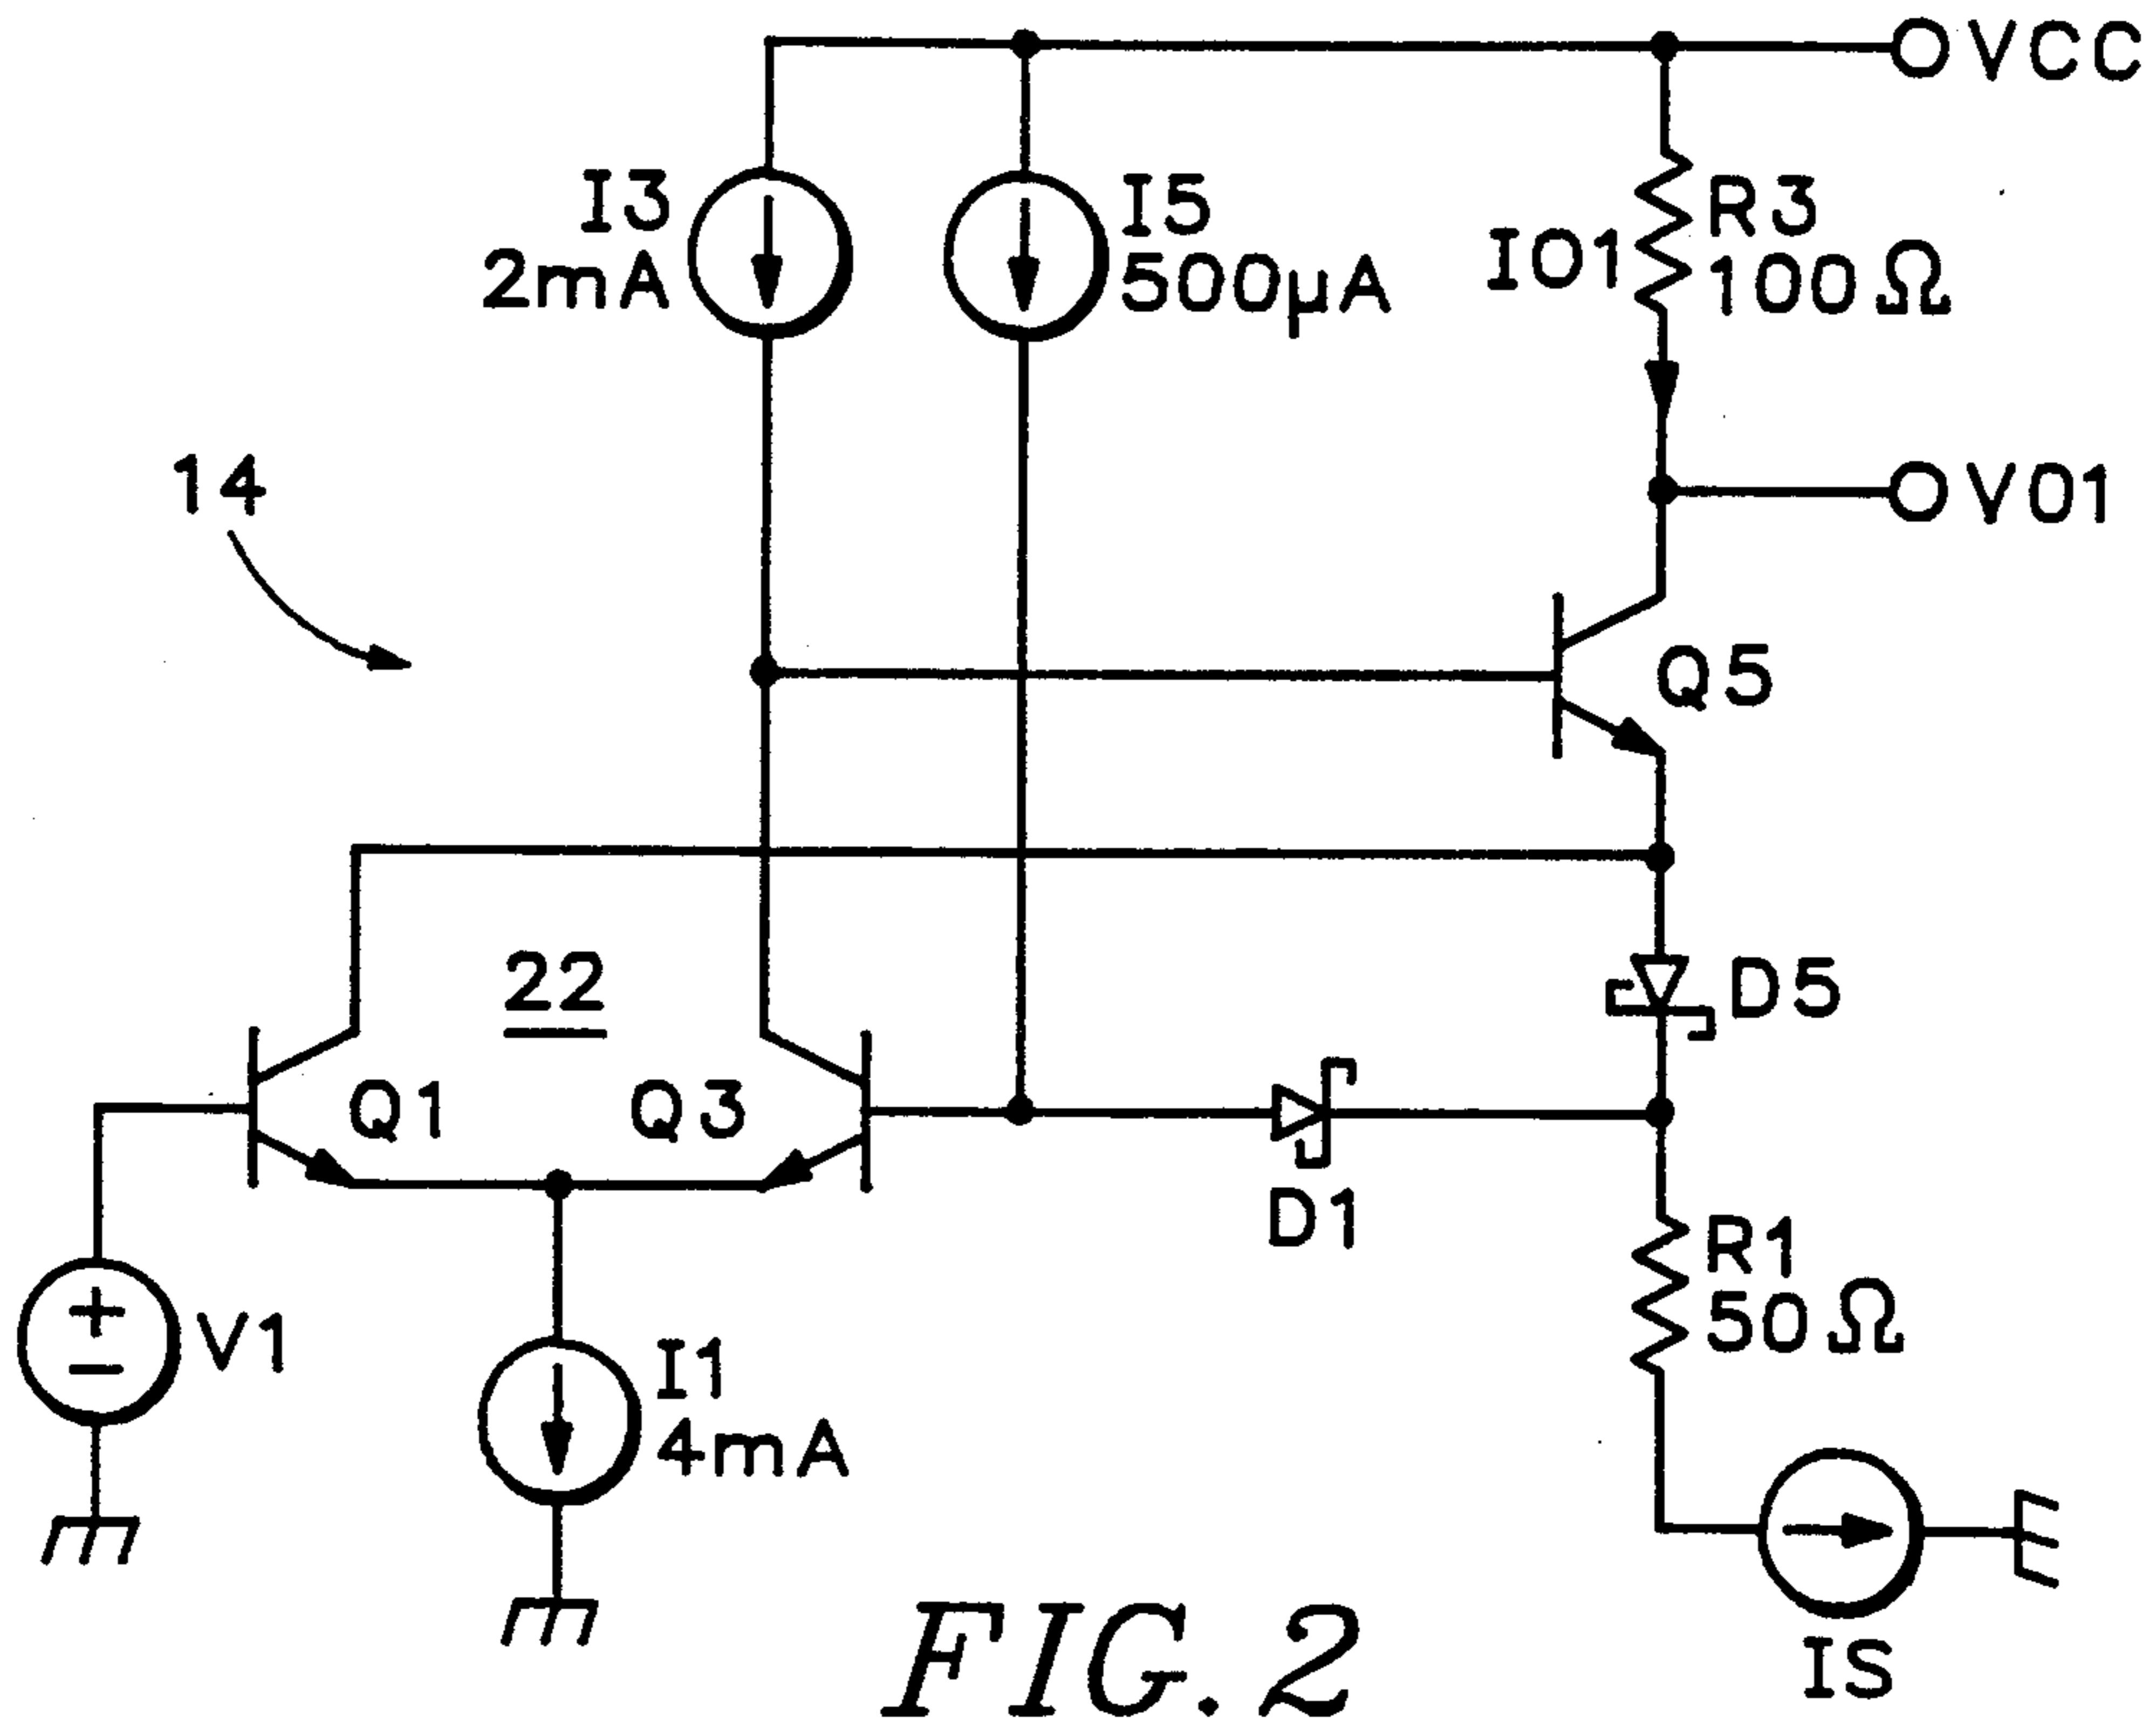 VCC
I3
2mA
I5
500µA
IO1
R3
100Ω
14
VO1
Q5
22
D5
Q1
Q3
D1
R1
50Ω
V1
+
−
I1
4mA
IS
FIG. 2